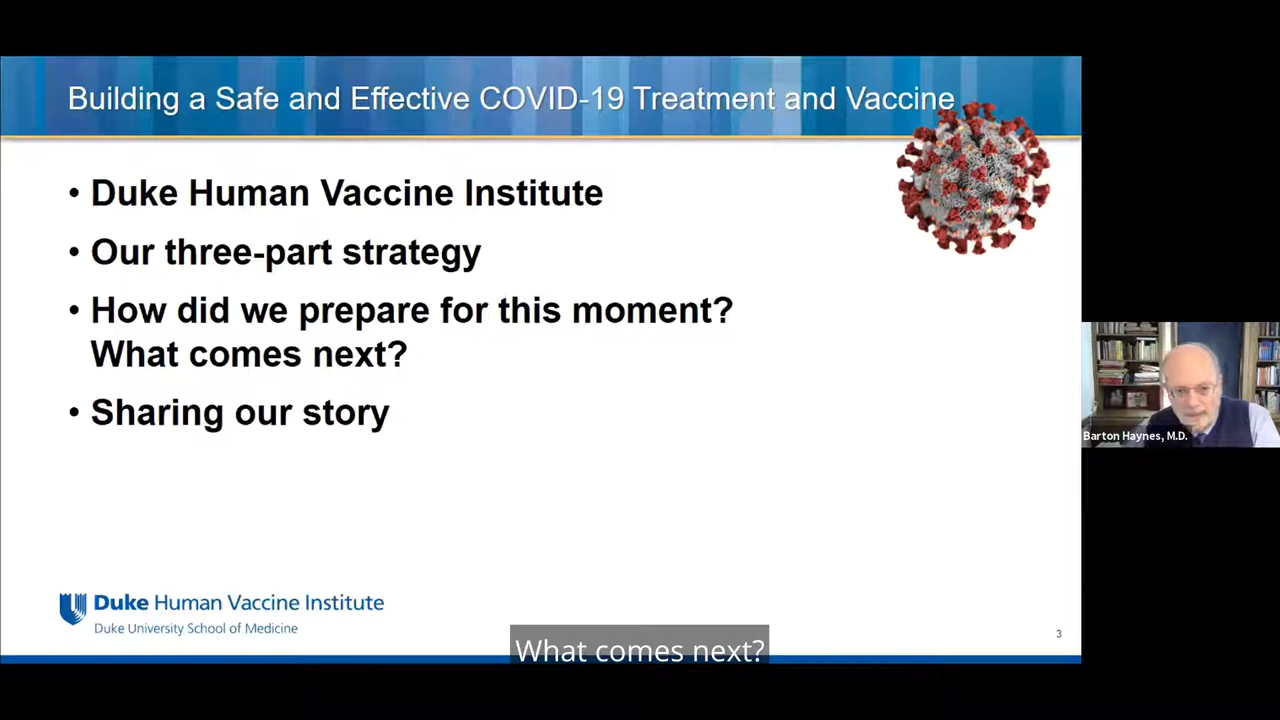 Building a Safe and Effective COVID-19 Treatment and Vaccine
• Duke Human Vaccine Institute
• Our three-part strategy
• How did we prepare for this moment?
What comes next?
• Sharing our story
Barton Haynes, M.D.
Duke Human Vaccine Institute
Duke University School of Medicine
3
What comes next?